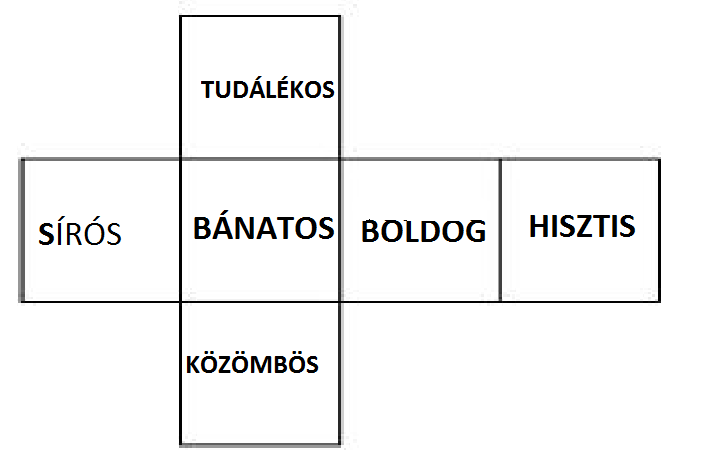 TUDÁLÉKOS
SÍRÓS
BÁNATOS
BOLDOG
HISZTIS
KÖZÖMBÖS